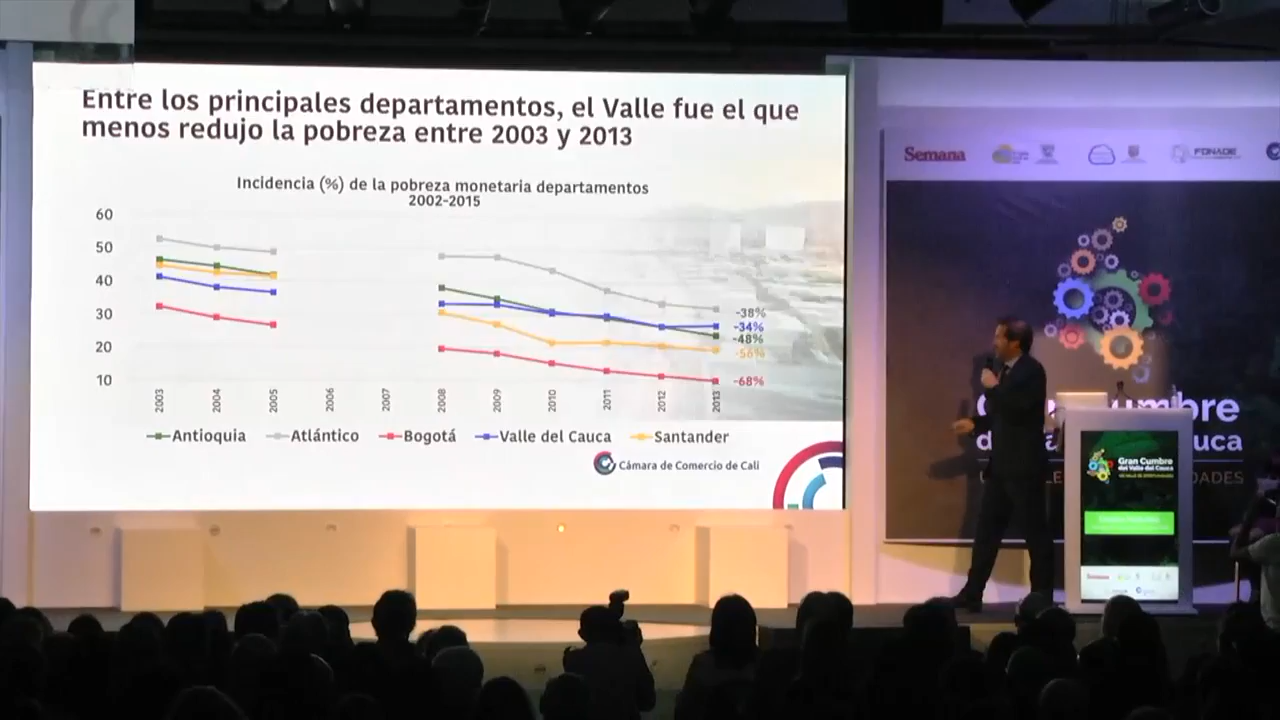 Entre los principales departamentos, el Valle fue el que
menos redujo la pobreza entre 2003 y 2013
Incidencia (%) de la pobreza monetaria departamentos
2002-2015
60
50
40
30
20
10
-38%
-34%
-48%
-56%
-68%
2003
2004
2005
2006
2007
2008
2009
2010
2011
2012
2013
Antioquia
Atlántico
Bogotá
Valle del Cauca
Santander
Cámara de Comercio de Cali
Semana
FONADE
Gran Cumbre
del Valle del Cauca
Semana